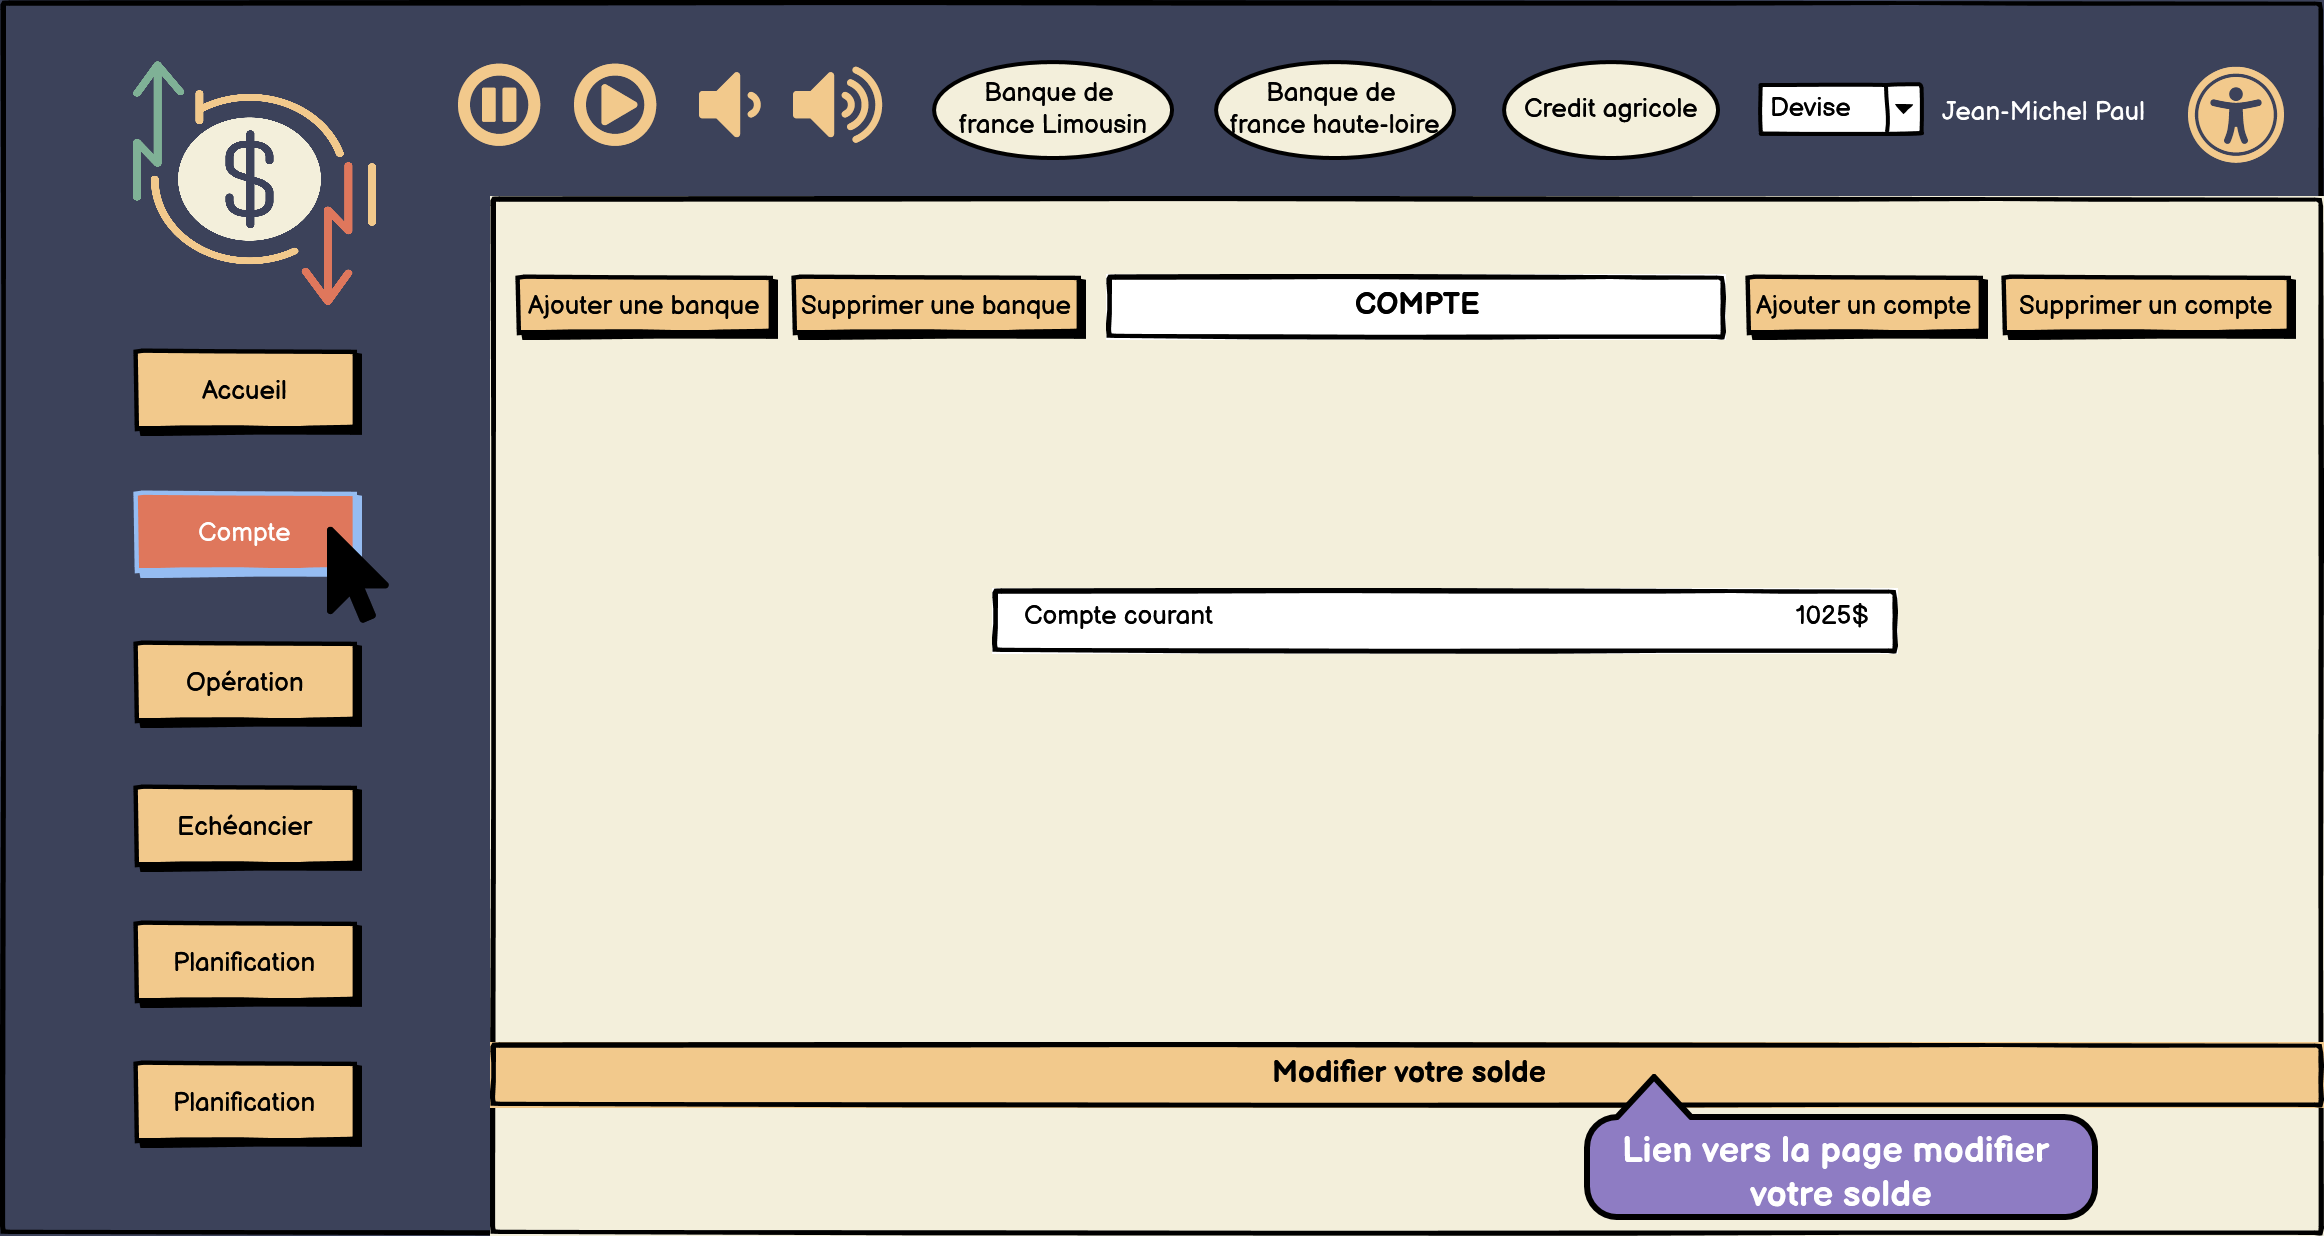 $
Banque de
france Limousin
Banque de
france haute-loire
Credit agricole
Devise
Jean-Michel Paul
Ajouter une banque
Supprimer une banque
COMPTE
Ajouter un compte
Supprimer un compte
Accueil
Compte
Opération
Echéancier
Planification
Planification
Compte courant
1025$
Modifier votre solde
Lien vers la page modifier
votre solde